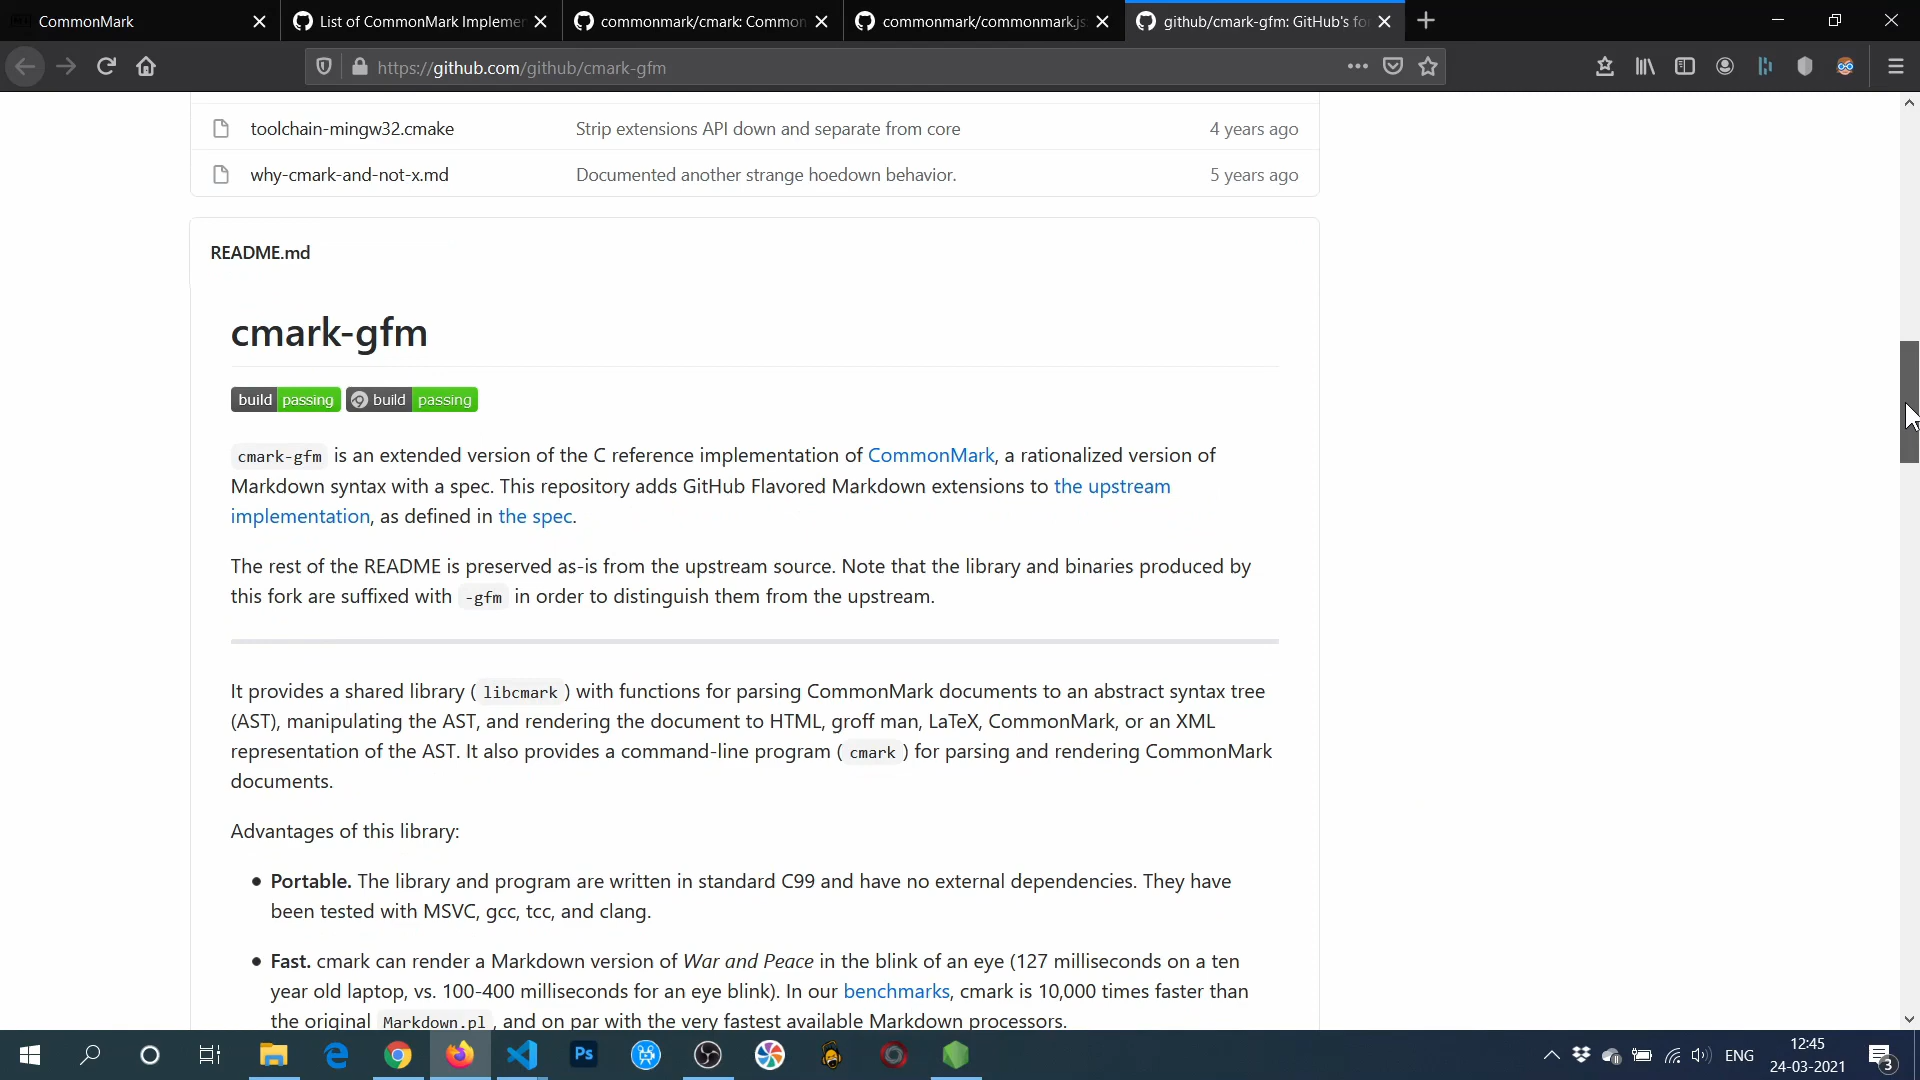 CommonMark
List of CommonMark Implemen
commonmark/cmark: Common
commonmark/commonmark.js
github/cmark-gfm: GitHub's fo
https://github.com/github/cmark-gfm
toolchain-mingw32.cmake Strip extensions API down and separate from core 4 years ago
why-cmark-and-not-x.md Documented another strange hoedown behavior. 5 years ago
README.md
cmark-gfm
build passing build passing
cmark-gfm is an extended version of the C reference implementation of CommonMark, a rationalized version of
Markdown syntax with a spec. This repository adds GitHub Flavored Markdown extensions to the upstream
implementation, as defined in the spec.
The rest of the README is preserved as-is from the upstream source. Note that the library and binaries produced by
this fork are suffixed with -gfm in order to distinguish them from the upstream.
It provides a shared library ( libcmark ) with functions for parsing CommonMark documents to an abstract syntax tree
(AST), manipulating the AST, and rendering the document to HTML, groff man, LaTeX, CommonMark, or an XML
representation of the AST. It also provides a command-line program ( cmark ) for parsing and rendering CommonMark
documents.
Advantages of this library:
Portable. The library and program are written in standard C99 and have no external dependencies. They have
been tested with MSVC, gcc, tcc, and clang.
Fast. cmark can render a Markdown version of War and Peace in the blink of an eye (127 milliseconds on a ten
year old laptop, vs. 100-400 milliseconds for an eye blink). In our benchmarks, cmark is 10,000 times faster than
the original Markdown.pl , and on par with the very fastest available Markdown processors.
Ps
ENG
12:45
24-03-2021
3